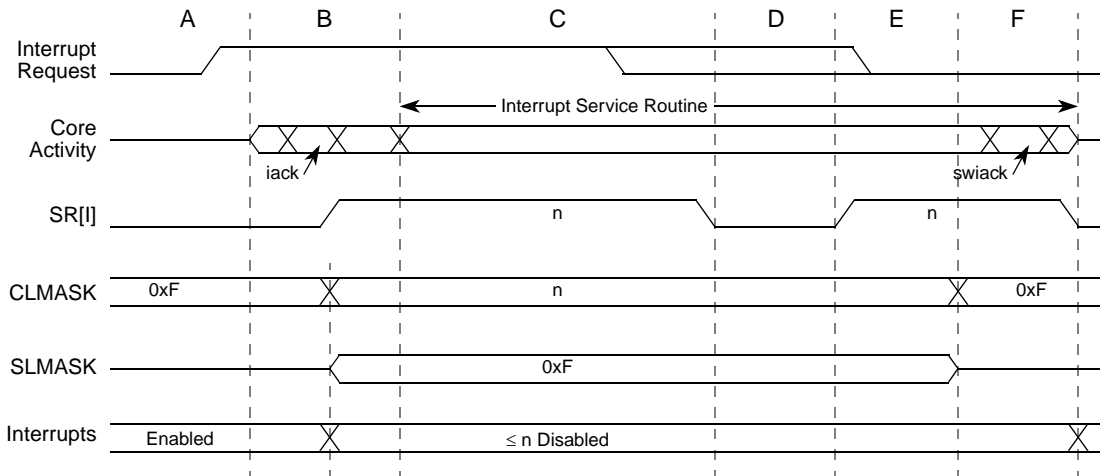 A B C D E F
Interrupt
Request
Interrupt Service Routine
Core
Activity
iack
swiack
SR[I]
n
n
CLMASK
0xF
n
0xF
SLMASK
0xF
Interrupts
Enabled
≤ n Disabled